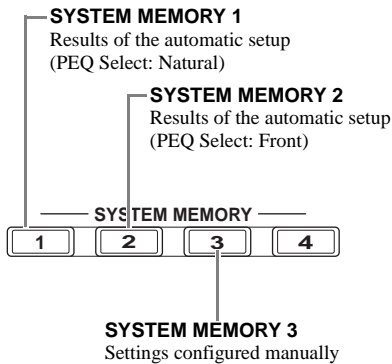 SYSTEM MEMORY 1
Results of the automatic setup
(PEQ Select: Natural)
SYSTEM MEMORY 2
Results of the automatic setup
(PEQ Select: Front)
SYSTEM MEMORY
1 2 3 4
SYSTEM MEMORY 3
Settings configured manually